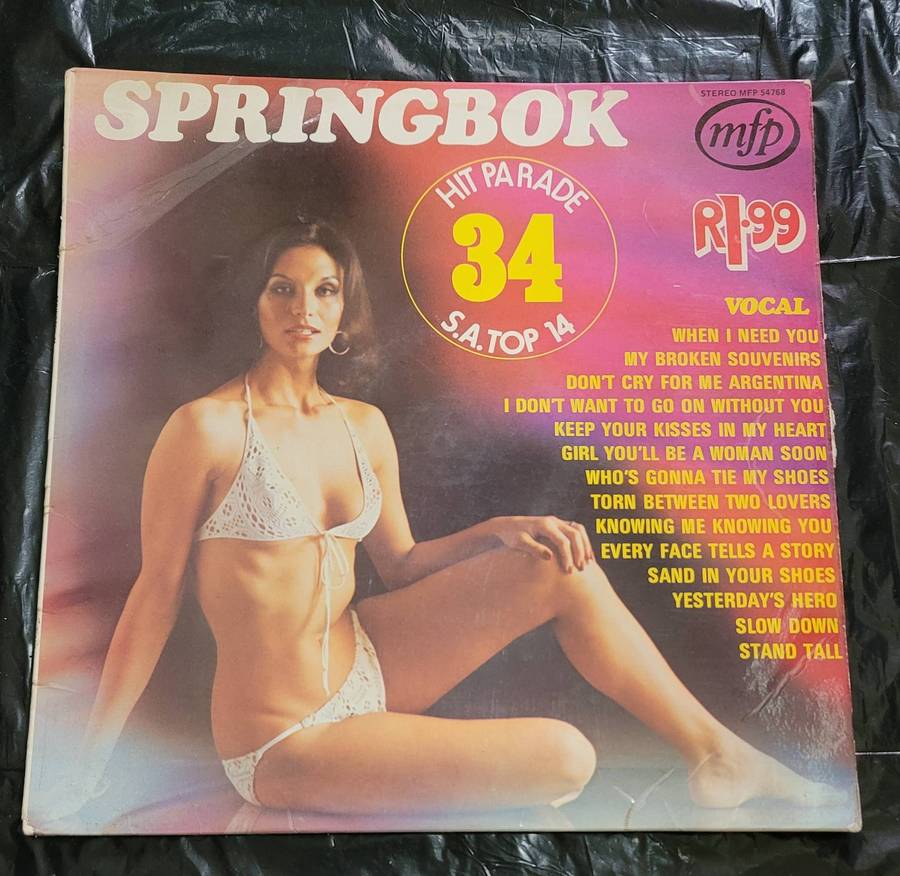 SPRINGBOK
STEREO MFP 54768
mfp
HIT PARADE
34
S.A. TOP 14
R1·99
VOCAL
WHEN I NEED YOU
MY BROKEN SOUVENIRS
DON'T CRY FOR ME ARGENTINA
I DON'T WANT TO GO ON WITHOUT YOU
KEEP YOUR KISSES IN MY HEART
GIRL YOU'LL BE A WOMAN SOON
WHO'S GONNA TIE MY SHOES
TORN BETWEEN TWO LOVERS
KNOWING ME KNOWING YOU
EVERY FACE TELLS A STORY
SAND IN YOUR SHOES
YESTERDAY'S HERO
SLOW DOWN
STAND TALL